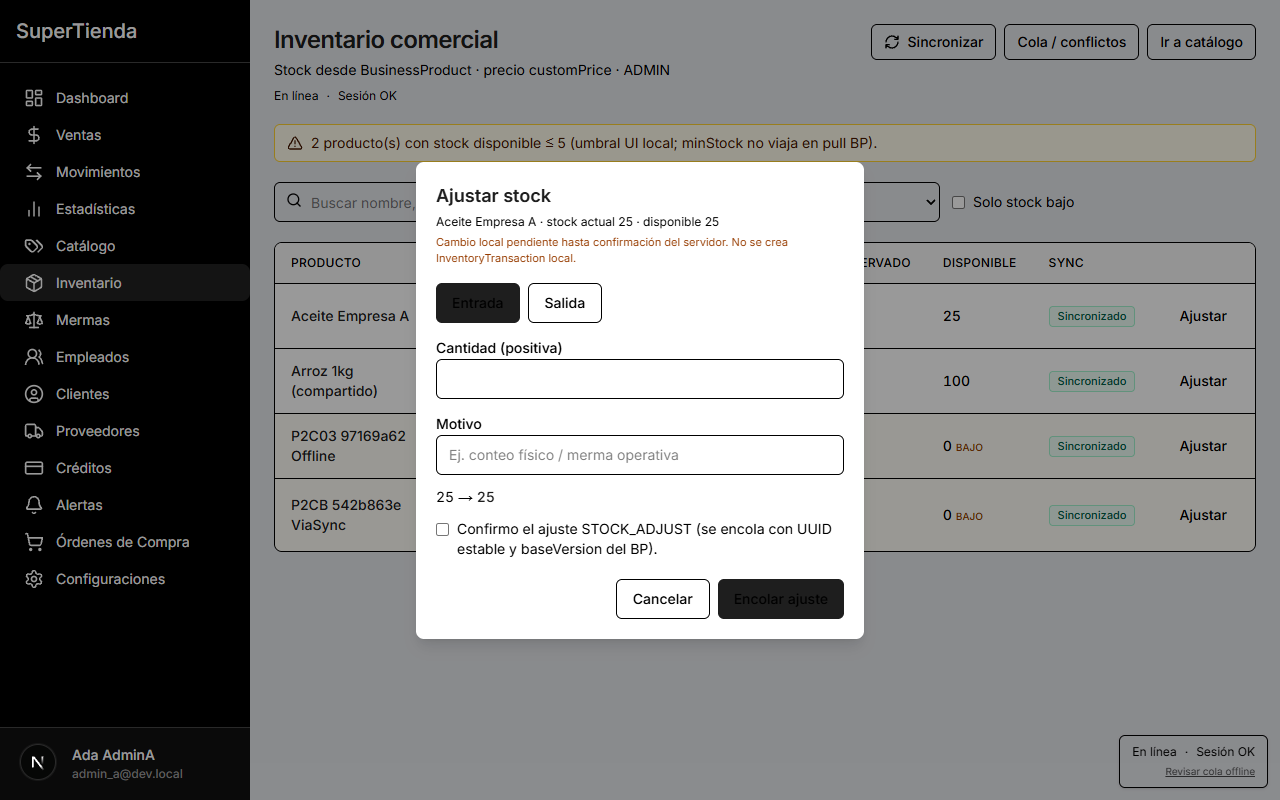 SuperTienda
Dashboard
Ventas
Movimientos
Estadísticas
Catálogo
Inventario
Mermas
Empleados
Clientes
Proveedores
Créditos
Alertas
Órdenes de Compra
Configuraciones
N
Ada AdminA
admin_a@dev.local
Inventario comercial
Stock desde BusinessProduct · precio customPrice · ADMIN
En línea · Sesión OK
Sincronizar
Cola / conflictos
Ir a catálogo
2 producto(s) con stock disponible ≤ 5 (umbral UI local; minStock no viaja en pull BP).
Buscar nombre,
Solo stock bajo
PRODUCTO
ERVADO
DISPONIBLE
SYNC
Aceite Empresa A
25
Sincronizado
Ajustar
Arroz 1kg
(compartido)
100
Sincronizado
Ajustar
P2C03 97169a62
Offline
0 BAJO
Sincronizado
Ajustar
P2CB 542b863e
ViaSync
0 BAJO
Sincronizado
Ajustar
Ajustar stock
Aceite Empresa A · stock actual 25 · disponible 25
Cambio local pendiente hasta confirmación del servidor. No se crea
InventoryTransaction local.
Entrada
Salida
Cantidad (positiva)
Motivo
Ej. conteo físico / merma operativa
25 → 25
Confirmo el ajuste STOCK_ADJUST (se encola con UUID
estable y baseVersion del BP).
Cancelar
Encolar ajuste
En línea · Sesión OK
Revisar cola offline